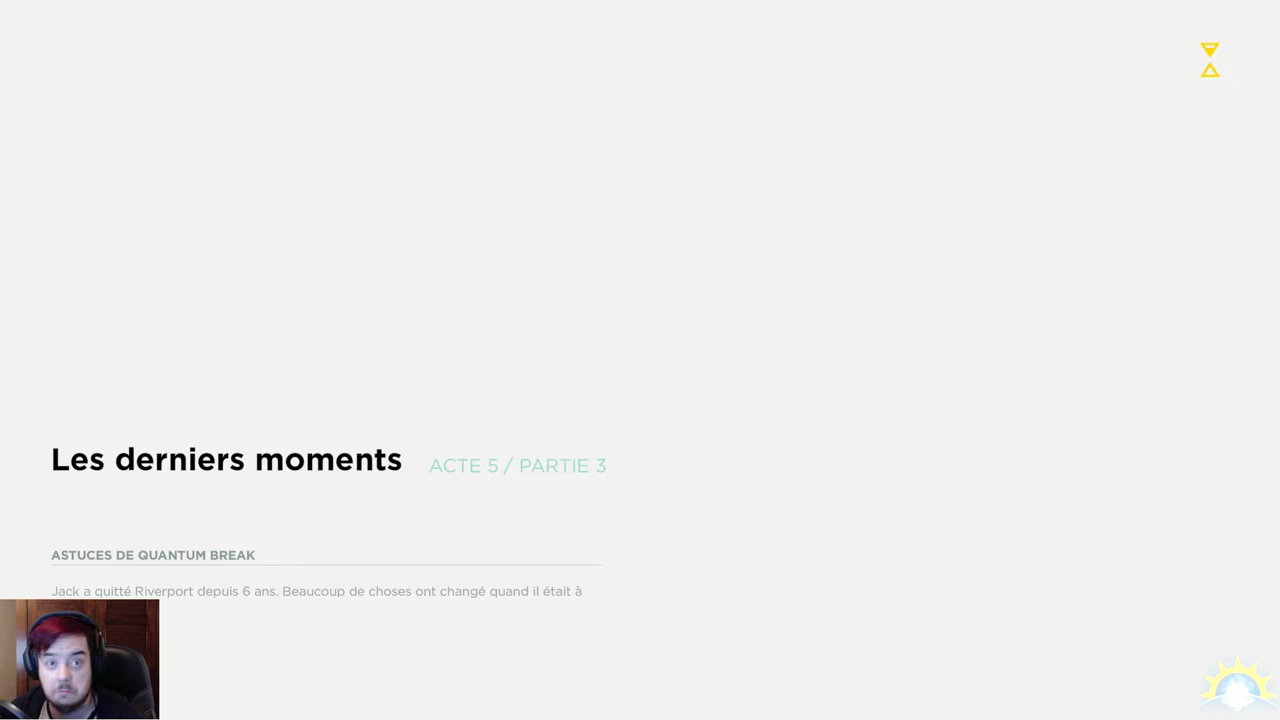 Les derniers moments ACTE 5 / PARTIE 3
ASTUCES DE QUANTUM BREAK
Jack a quitté Riverport depuis 6 ans. Beaucoup de choses ont changé quand il était à